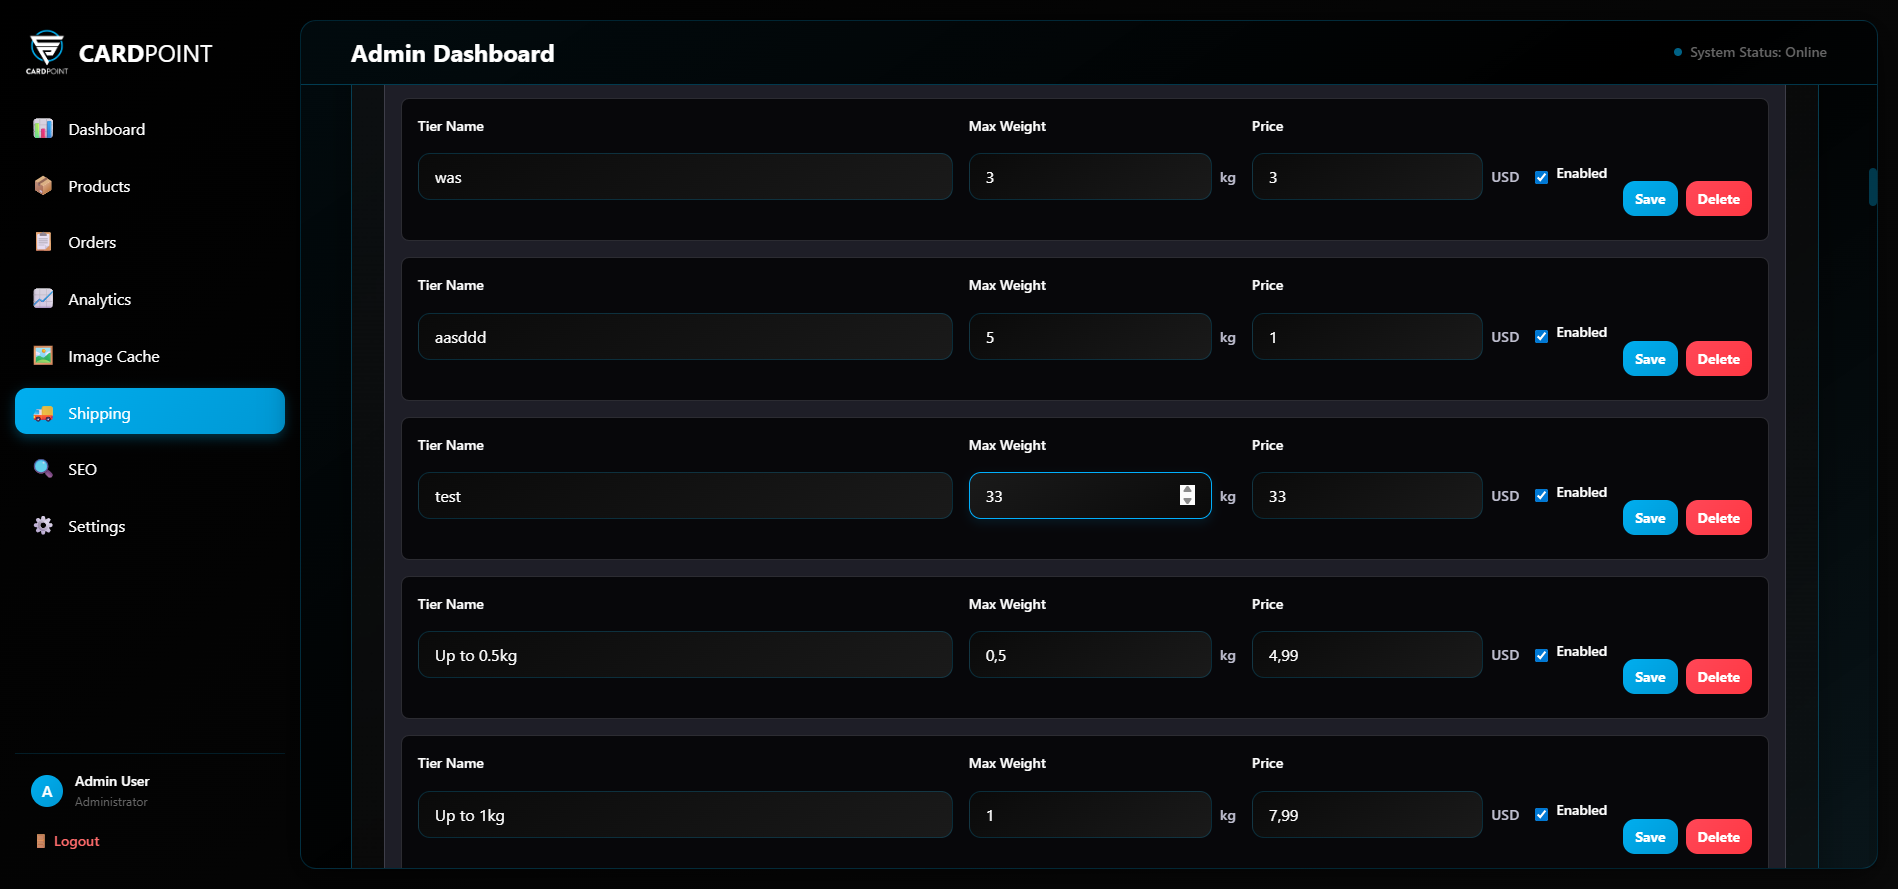 CARDPOINT
CARDPOINT
Dashboard
Products
Orders
Analytics
Image Cache
Shipping
SEO
Settings
A
Admin User
Administrator
Logout
Admin Dashboard
System Status: Online
Tier Name
Max Weight
Price
was
3
kg
3
USD
Enabled
Save
Delete
Tier Name
Max Weight
Price
aasddd
5
kg
1
USD
Enabled
Save
Delete
Tier Name
Max Weight
Price
test
33
kg
33
USD
Enabled
Save
Delete
Tier Name
Max Weight
Price
Up to 0.5kg
0,5
kg
4,99
USD
Enabled
Save
Delete
Tier Name
Max Weight
Price
Up to 1kg
1
kg
7,99
USD
Enabled
Save
Delete